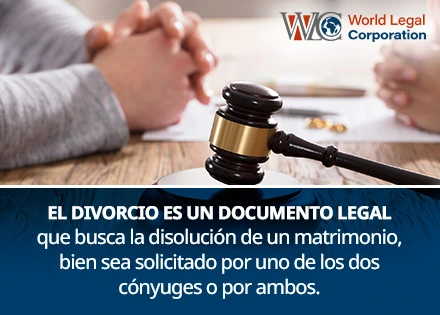 WLC World Legal
Corporation
EL DIVORCIO ES UN DOCUMENTO LEGAL
que busca la disolución de un matrimonio,
bien sea solicitado por uno de los dos
cónyuges o por ambos.